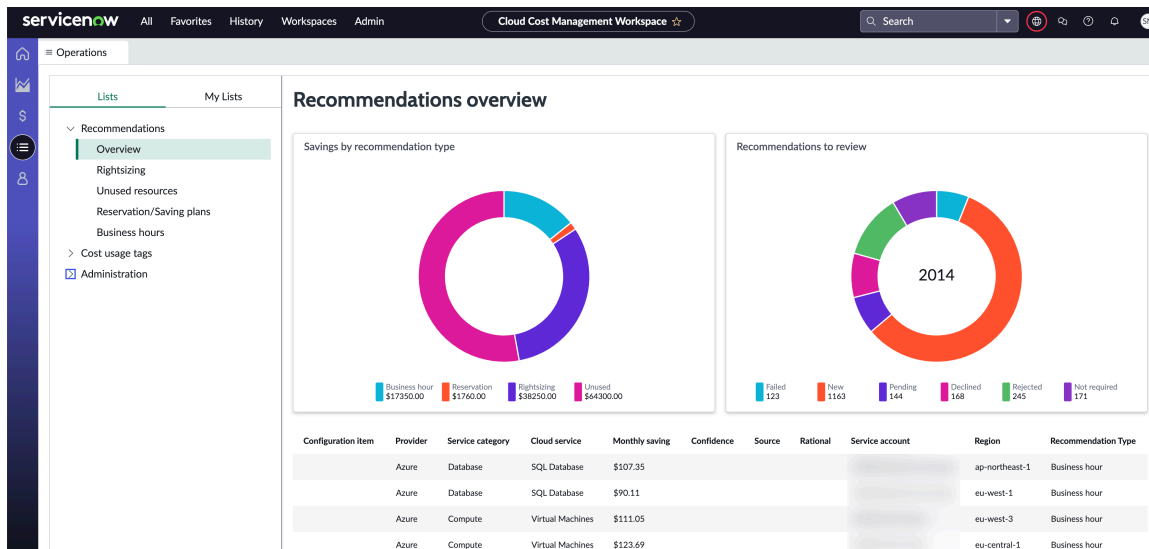 servicenow All Favorites History Workspaces Admin Cloud Cost Management Workspace Search
Operations
Lists My Lists
Recommendations
Overview
Rightsizing
Unused resources
Reservation/Saving plans
Business hours
Cost usage tags
Administration
Recommendations overview
Savings by recommendation type
Business hour Reservation Rightsizing Unused
$17350.00 $1760.00 $38250.00 $64300.00
Recommendations to review
2014
Failed New Pending Declined Rejected Not required
123 1163 144 168 245 171
Configuration item Provider Service category Cloud service Monthly saving Confidence Source Rational Service account Region Recommendation Type
Azure Database SQL Database $107.35 ap-northeast-1 Business hour
Azure Database SQL Database $90.11 eu-west-1 Business hour
Azure Compute Virtual Machines $111.05 eu-west-3 Business hour
Azure Compute Virtual Machines $123.69 eu-central-1 Business hour